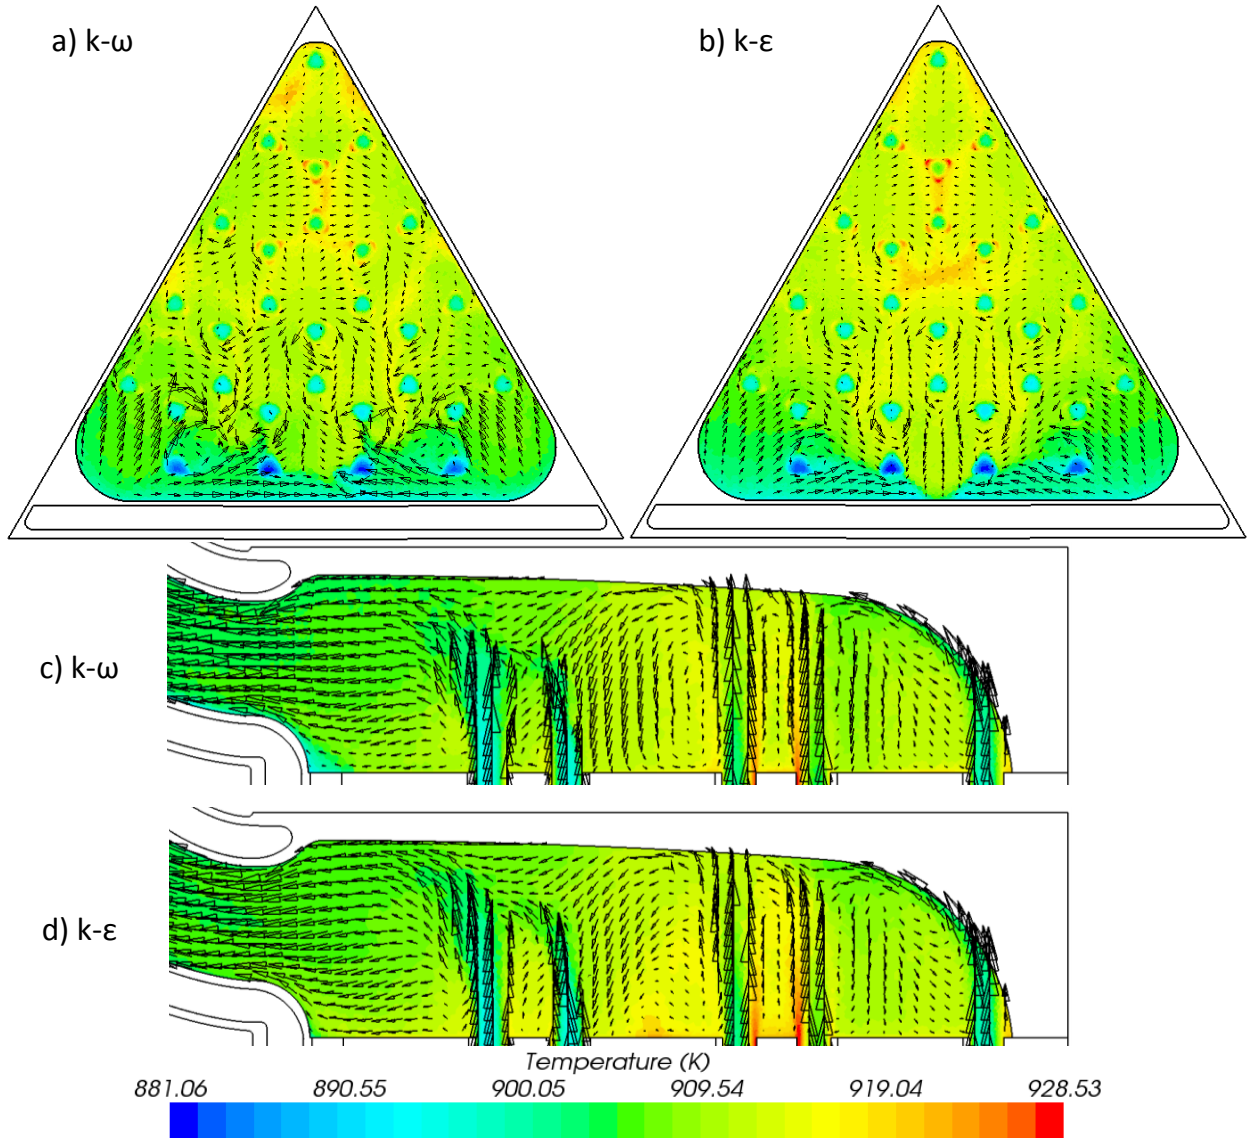 a) k-ω
b) k-ε
c) k-ω
d) k-ε
Temperature (K)
881.06 890.55 900.05 909.54 919.04 928.53